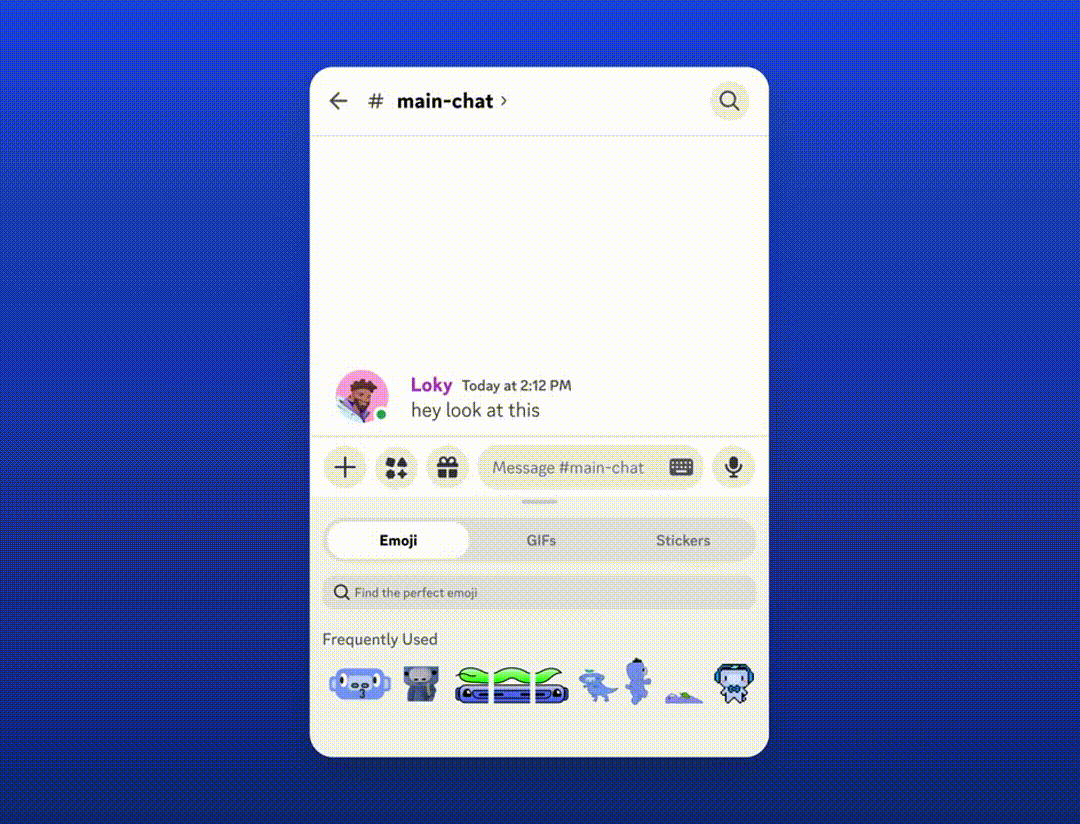 # main-chat
Loky Today at 2:12 PM
hey look at this
Message #main-chat
Emoji GIFs Stickers
Find the perfect emoji
Frequently Used